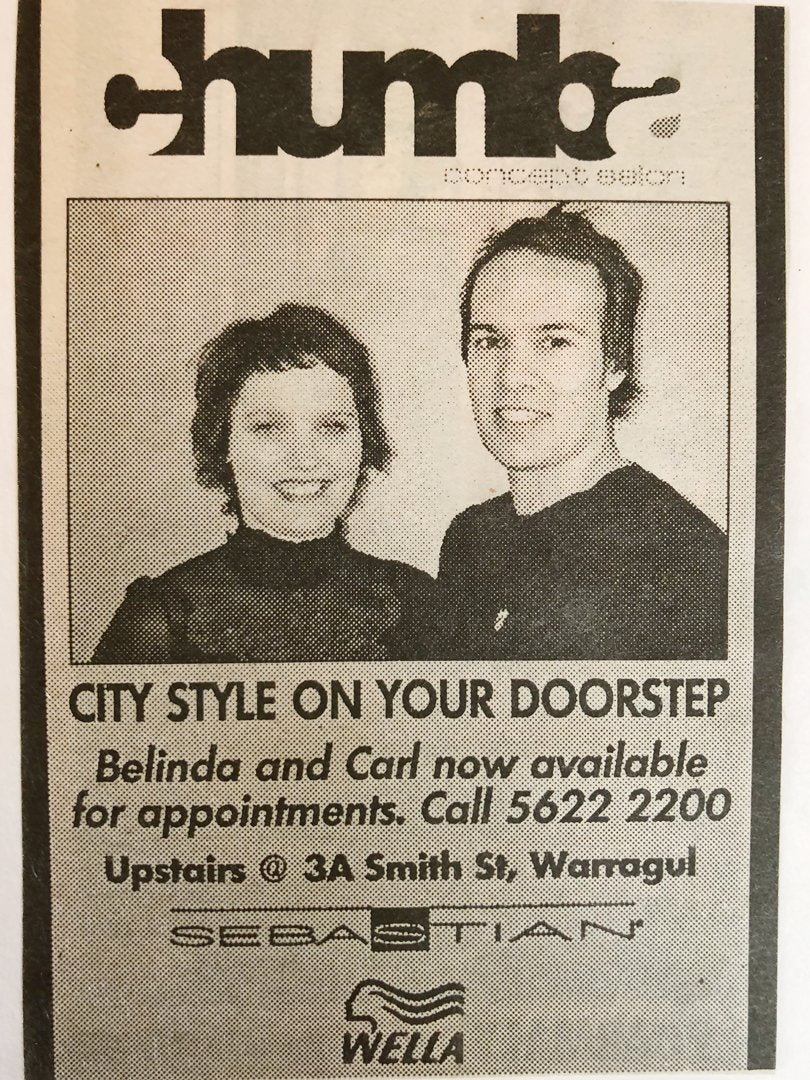 chumba
concept salon
CITY STYLE ON YOUR DOORSTEP
Belinda and Carl now available
for appointments. Call 5622 2200
Upstairs @ 3A Smith St, Warragul
SEBASTIAN
WELLA